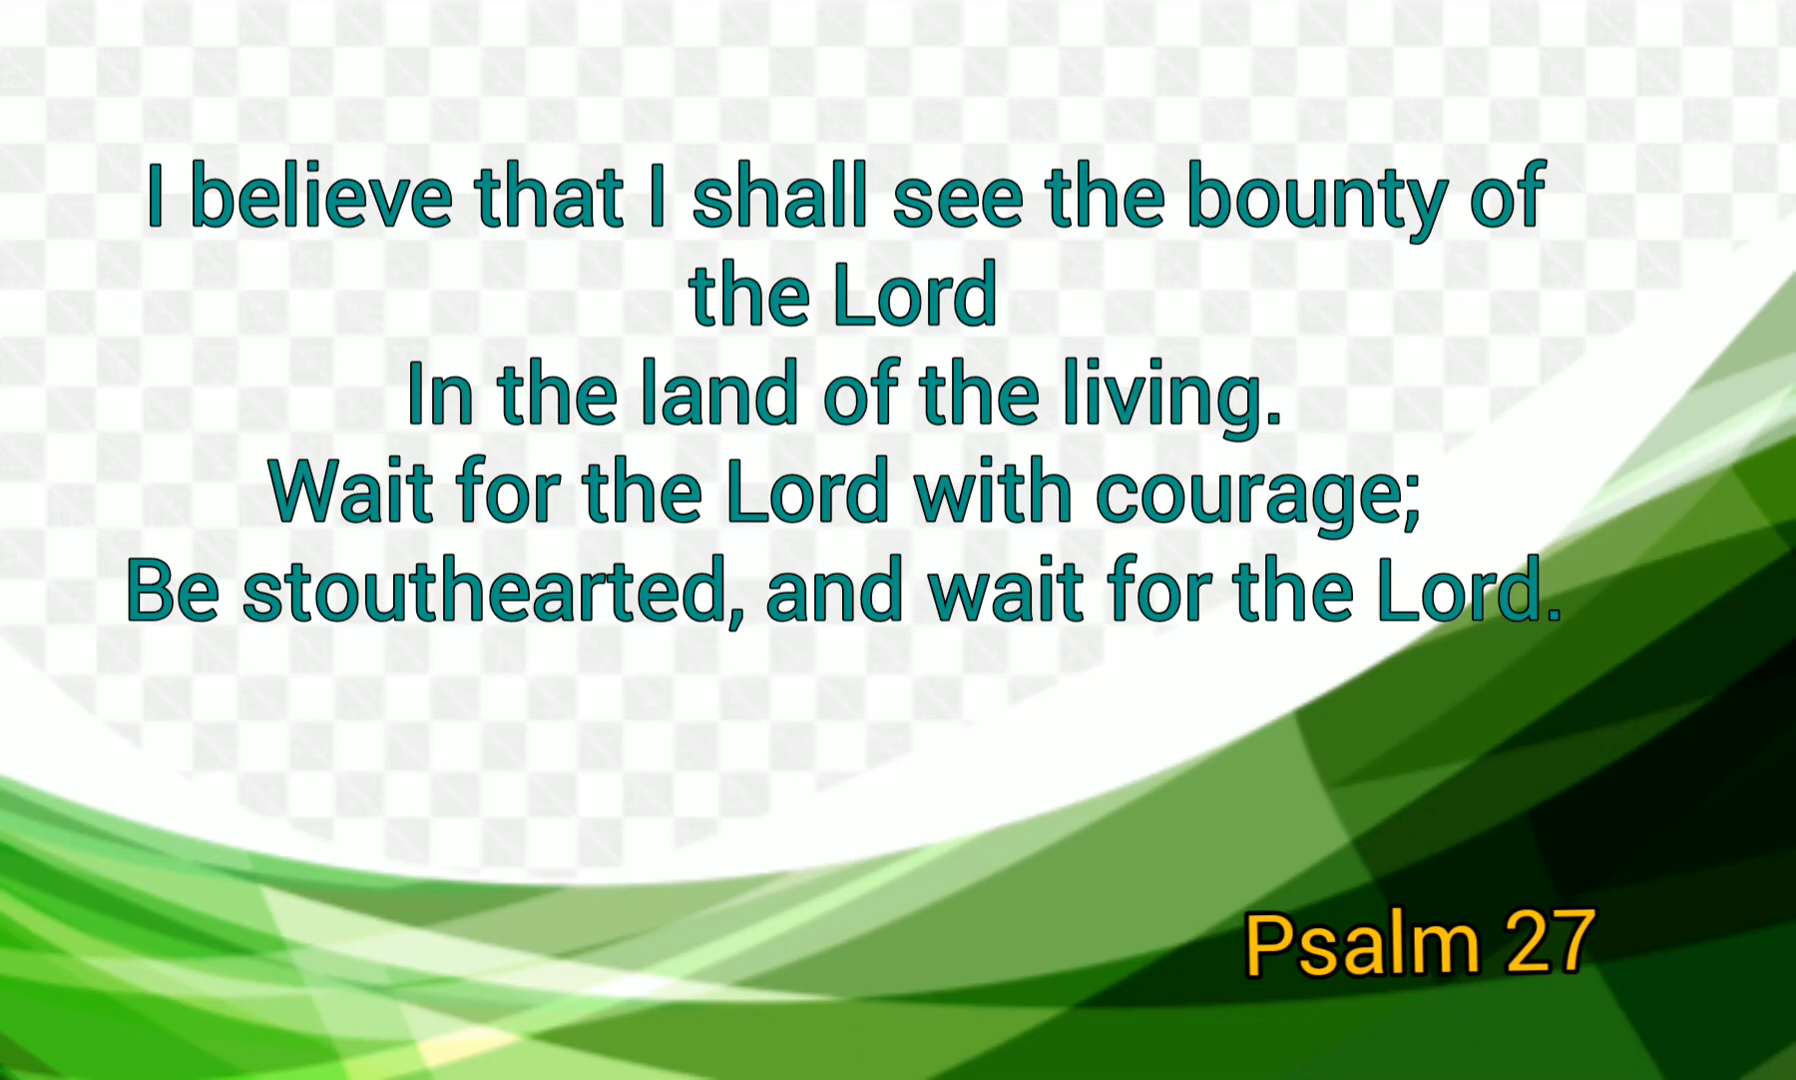 I believe that I shall see the bounty of
the Lord
In the land of the living.
Wait for the Lord with courage;
Be stouthearted, and wait for the Lord.
Psalm 27